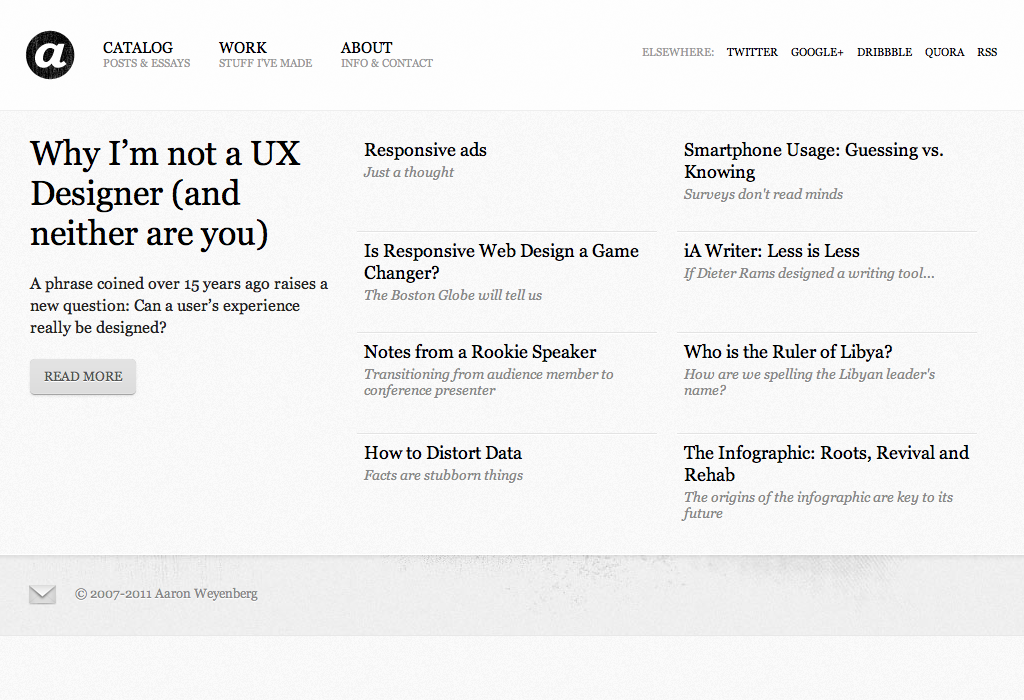 a
CATALOG
POSTS & ESSAYS
WORK
STUFF I'VE MADE
ABOUT
INFO & CONTACT
ELSEWHERE: TWITTER GOOGLE+ DRIBBBLE QUORA RSS
Why I’m not a UX
Designer (and
neither are you)
A phrase coined over 15 years ago raises a
new question: Can a user’s experience
really be designed?
READ MORE
Responsive ads
Just a thought
Smartphone Usage: Guessing vs.
Knowing
Surveys don't read minds
Is Responsive Web Design a Game
Changer?
The Boston Globe will tell us
iA Writer: Less is Less
If Dieter Rams designed a writing tool...
Notes from a Rookie Speaker
Transitioning from audience member to
conference presenter
Who is the Ruler of Libya?
How are we spelling the Libyan leader's
name?
How to Distort Data
Facts are stubborn things
The Infographic: Roots, Revival and
Rehab
The origins of the infographic are key to its
future
© 2007-2011 Aaron Weyenberg